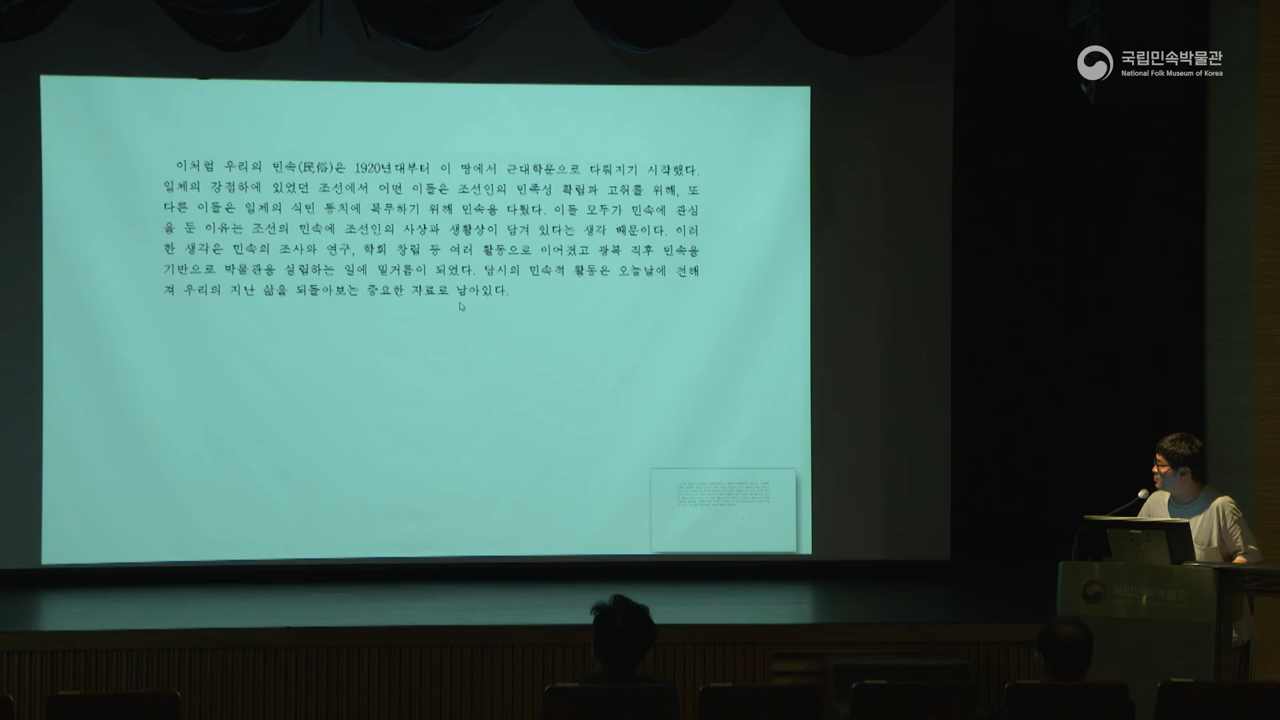 국립민속박물관
National Folk Museum of Korea
이처럼 우리의 민속(民俗)은 1920년대부터 이 땅에서 근대학문으로 다뤄지기 시작했다.
일제의 강점하에 있었던 조선에서 어떤 이들은 조선인의 민족성 확립과 고취를 위해, 또
다른 이들은 일제의 식민 통치에 복무하기 위해 민속을 다뤘다. 이들 모두가 민속에 관심
을 둔 이유는 조선의 민속에 조선인의 사상과 생활상이 담겨 있다는 생각 때문이다. 이러
한 생각은 민속의 조사와 연구, 학회 창립 등 여러 활동으로 이어졌고 광복 직후 민속을
기반으로 박물관을 설립하는 일에 밑거름이 되었다. 당시의 민속적 활동은 오늘날에 전해
져 우리의 지난 삶을 되돌아보는 중요한 자료로 남아있다.
국립민속박물관